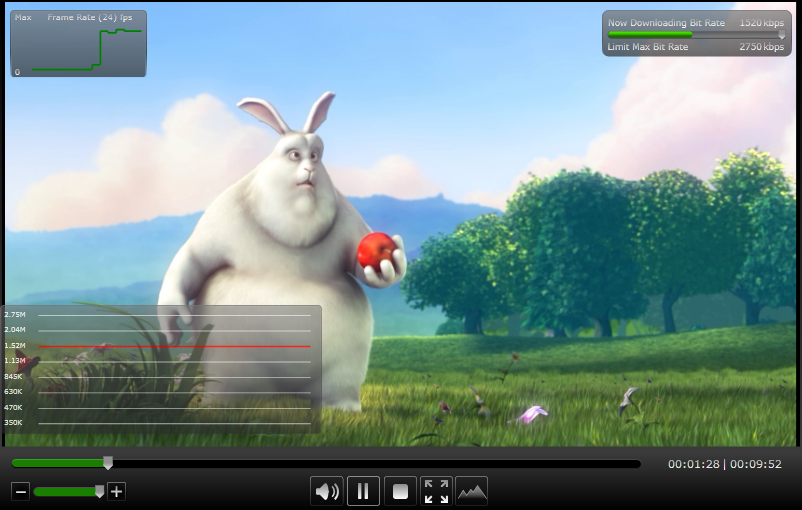 Max Frame Rate (24) fps
0
Now Downloading Bit Rate 1520 kbps
Limit Max Bit Rate 2750 kbps
2.75M
2.04M
1.52M
1.13M
845K
630K
470K
350K
00:01:28 | 00:09:52